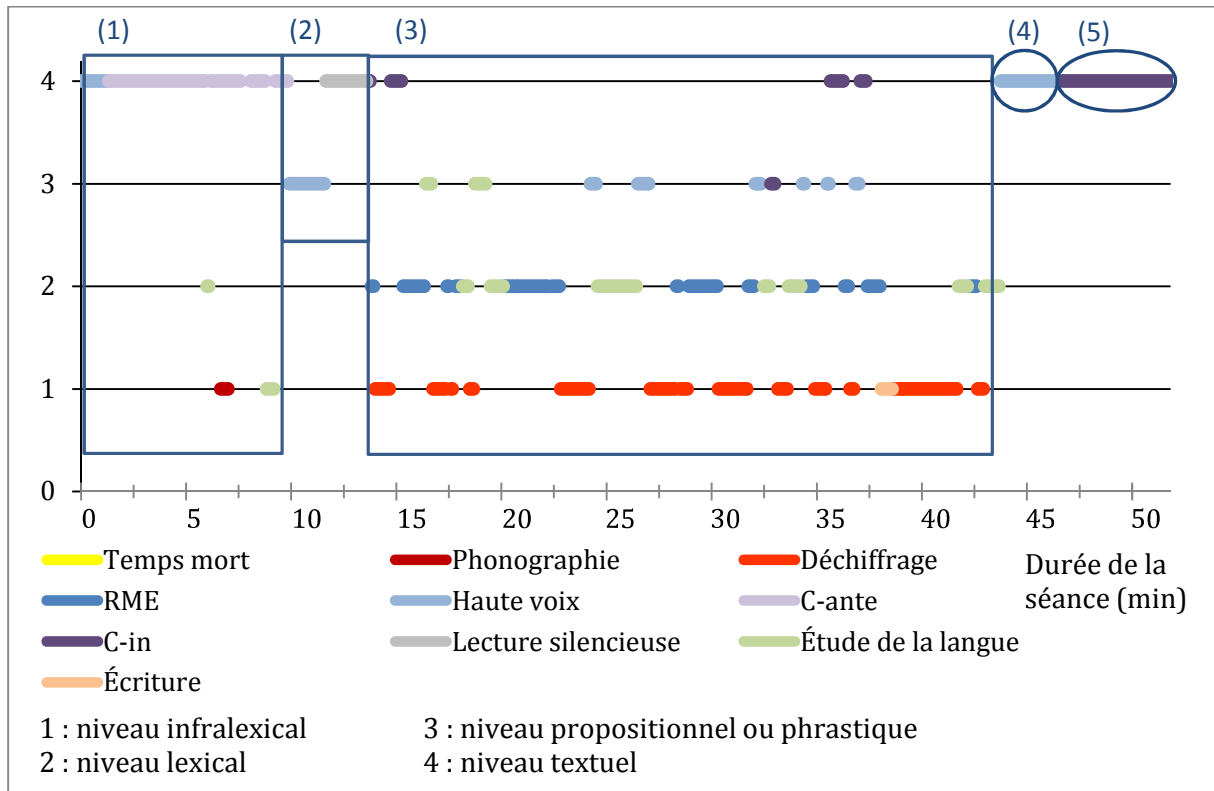 (1) (2) (3) (4) (5)
4
3
2
1
0
0 5 10 15 20 25 30 35 40 45 50
Temps mort Phonographie Déchiffrage Durée de la
RME Haute voix C-ante séance (min)
C-in Lecture silencieuse Étude de la langue
Écriture
1 : niveau infralexical 3 : niveau propositionnel ou phrastique
2 : niveau lexical 4 : niveau textuel